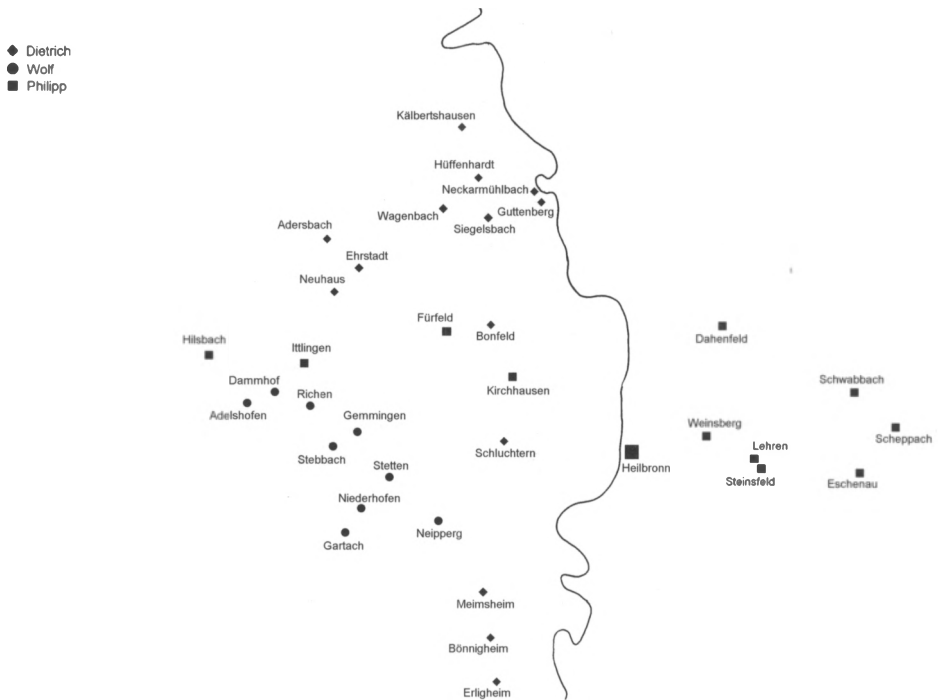 Dietrich
Wolf
Philipp
Kälbertshausen
Hüffenhardt
Neckarmühlbach
Wagenbach
Guttenberg
Siegelsbach
Adersbach
Ehrstadt
Neuhaus
Fürfeld
Bonfeld
Dahenfeld
Hilsbach
Ittlingen
Kirchhausen
Dammhof
Richen
Schwabbach
Adelshofen
Gemmingen
Weinsberg
Scheppach
Stebbach
Schluchtern
Lehren
Heilbronn
Stetten
Steinsfeld
Eschenau
Niederhofen
Neipperg
Gartach
Meimsheim
Bönnigheim
Erligheim